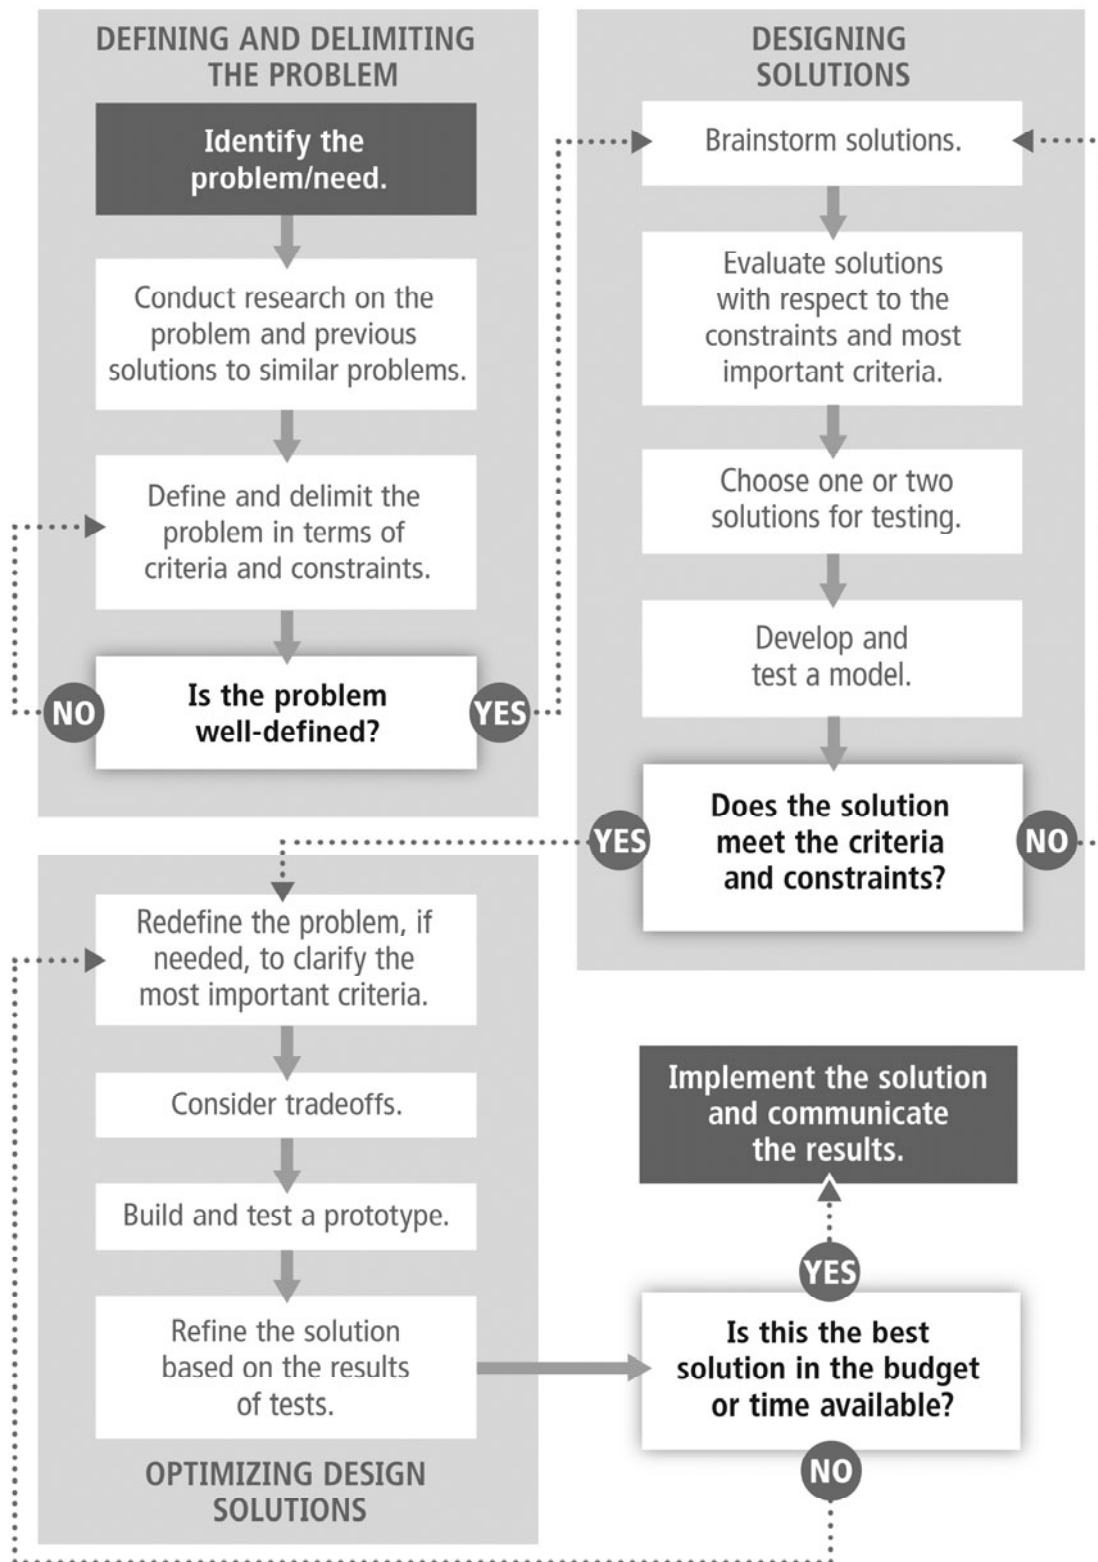 DEFINING AND DELIMITING
THE PROBLEM
Identify the
problem/need.
Conduct research on the
problem and previous
solutions to similar problems.
Define and delimit the
problem in terms of
criteria and constraints.
Is the problem
well-defined?
NO
YES
DESIGNING
SOLUTIONS
Brainstorm solutions.
Evaluate solutions
with respect to the
constraints and most
important criteria.
Choose one or two
solutions for testing.
Develop and
test a model.
Does the solution
meet the criteria
and constraints?
YES
NO
Redefine the problem, if
needed, to clarify the
most important criteria.
Consider tradeoffs.
Build and test a prototype.
Refine the solution
based on the results
of tests.
OPTIMIZING DESIGN
SOLUTIONS
Is this the best
solution in the budget
or time available?
YES
NO
Implement the solution
and communicate
the results.